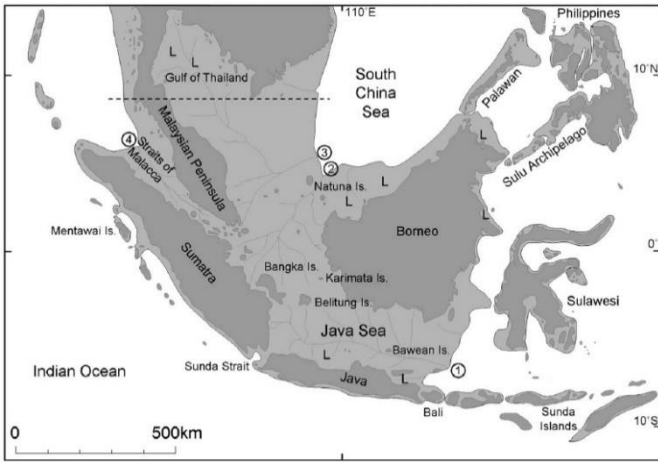 110°E
Philippines
L
L
Gulf of Thailand
South
China
Sea
10°N
Palawan
Malaysian Peninsula
4
Straits of
Malacca
3
2
L
Sulu Archipelago
L
Natuna Is.
L
L
Mentawai Is.
Sumatra
Borneo
0°
Bangka Is.
Karimata Is.
Belitung Is.
Sulawesi
Java Sea
L
Bawean Is.
Indian Ocean
Sunda Strait
Java
L
1
Bali
Sunda
Islands
10°S
0
500km